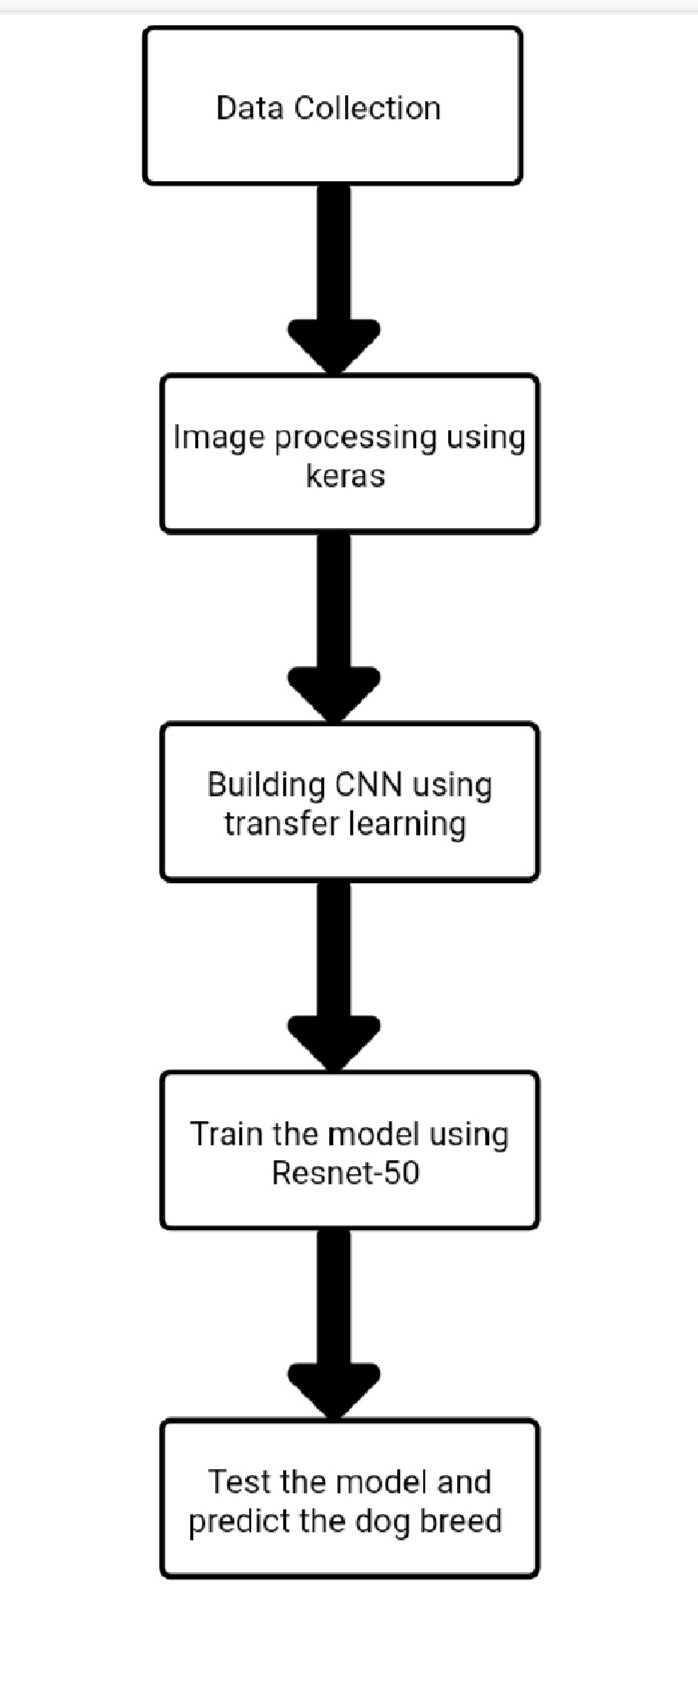 Data Collection
Image processing using
keras
Building CNN using
transfer learning
Train the model using
Resnet-50
Test the model and
predict the dog breed